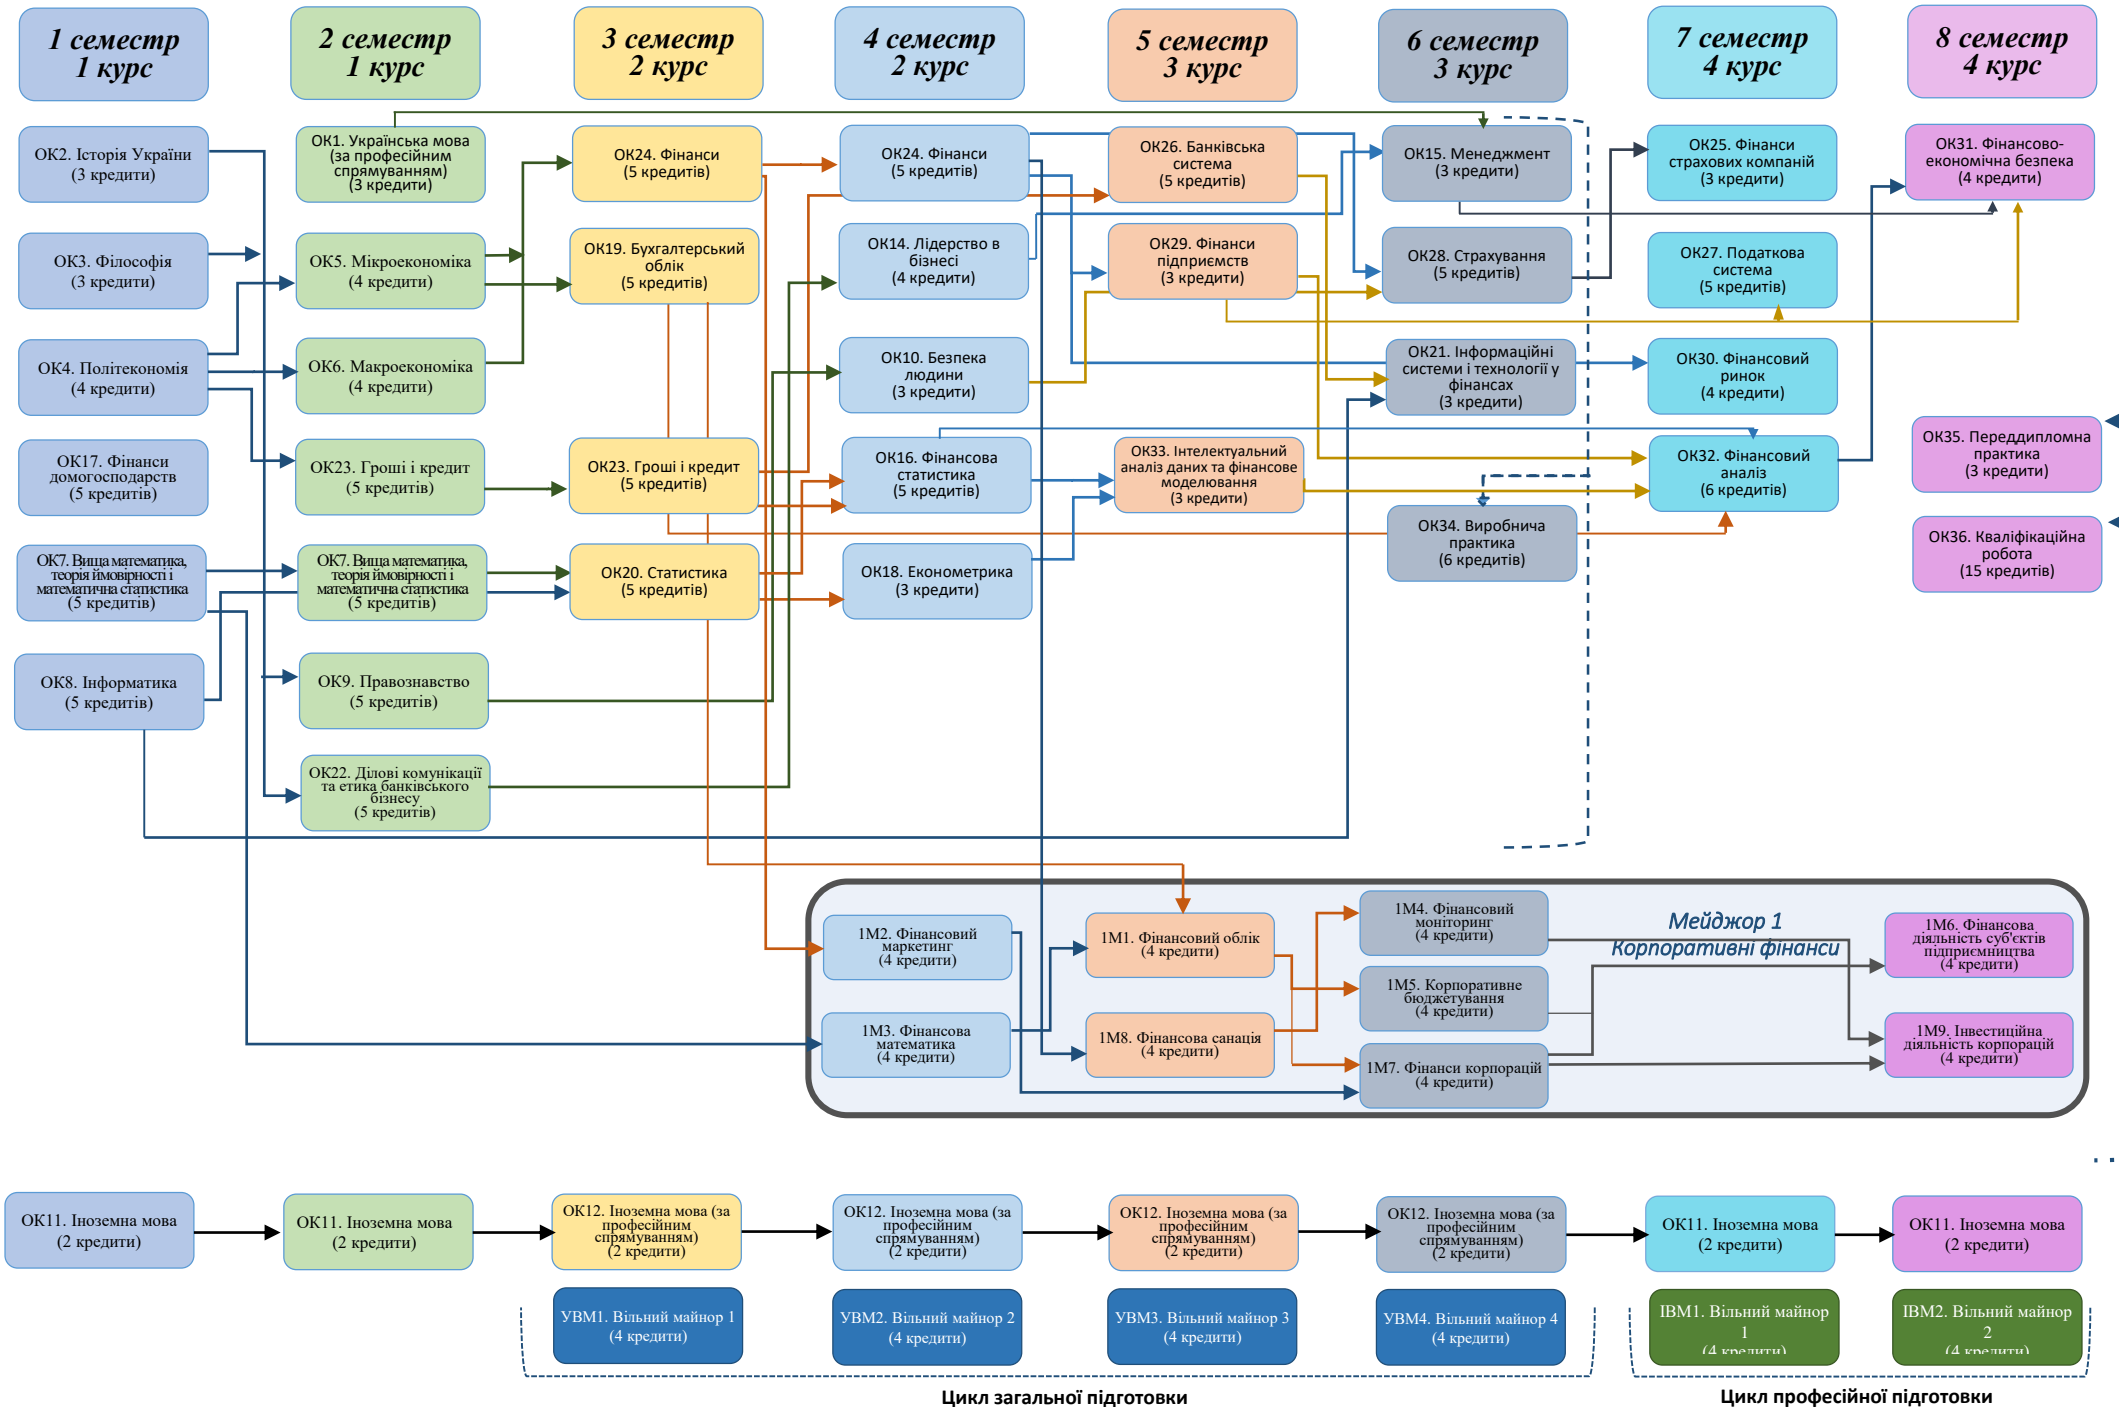 1 семестр
1 курс
2 семестр
1 курс
3 семестр
2 курс
4 семестр
2 курс
5 семестр
3 курс
6 семестр
3 курс
7 семестр
4 курс
8 семестр
4 курс
ОК2. Історія України
(3 кредити)
ОК3. Філософія
(3 кредити)
ОК4. Політекономія
(4 кредити)
ОК17. Фінанси
домогосподарств
(5 кредитів)
ОК7. Вища математика,
теорія ймовірності і
математична статистика
(5 кредитів)
ОК8. Інформатика
(5 кредитів)
ОК1. Українська мова
(за професійним
спрямуванням)
(3 кредити)
ОК5. Мікроекономіка
(4 кредити)
ОК6. Макроекономіка
(4 кредити)
ОК23. Гроші і кредит
(5 кредитів)
ОК7. Вища математика,
теорія ймовірності і
математична статистика
(5 кредитів)
ОК9. Правознавство
(5 кредитів)
ОК22. Ділові комунікації
та етика банківського
бізнесу
(5 кредитів)
ОК24. Фінанси
(5 кредитів)
ОК19. Бухгалтерський
облік
(5 кредитів)
ОК23. Гроші і кредит
(5 кредитів)
ОК20. Статистика
(5 кредитів)
ОК24. Фінанси
(5 кредитів)
ОК14. Лідерство в
бізнесі
(4 кредити)
ОК10. Безпека
людини
(3 кредити)
ОК16. Фінансова
статистика
(5 кредитів)
ОК18. Економетрика
(3 кредити)
ОК26. Банківська
система
(5 кредитів)
ОК29. Фінанси
підприємств
(3 кредити)
ОК33. Інтелектуальний
аналіз даних та фінансове
моделювання
(3 кредити)
ОК15. Менеджмент
(3 кредити)
ОК28. Страхування
(5 кредитів)
ОК21. Інформаційні
системи і технології у
фінансах
(3 кредити)
ОК34. Виробнича
практика
(6 кредитів)
ОК25. Фінанси
страхових компаній
(3 кредити)
ОК27. Податкова
система
(5 кредитів)
ОК30. Фінансовий
ринок
(4 кредити)
ОК32. Фінансовий
аналіз
(6 кредитів)
ОК31. Фінансово-
економічна безпека
(4 кредити)
ОК35. Переддипломна
практика
(3 кредити)
ОК36. Кваліфікаційна
робота
(15 кредитів)
1М2. Фінансовий
маркетинг
(4 кредити)
1М3. Фінансова
математика
(4 кредити)
1М1. Фінансовий облік
(4 кредити)
1М8. Фінансова санація
(4 кредити)
1М4. Фінансовий
моніторинг
(4 кредити)
1М5. Корпоративне
бюджетування
(4 кредити)
1М7. Фінанси корпорацій
(4 кредити)
Мейджор 1
Корпоративні фінанси
1М6. Фінансова
діяльність суб'єктів
підприємництва
(4 кредити)
1М9. Інвестиційна
діяльність корпорацій
(4 кредити)
ОК11. Іноземна мова
(2 кредити)
ОК11. Іноземна мова
(2 кредити)
ОК12. Іноземна мова (за
професійним
спрямуванням)
(2 кредити)
ОК12. Іноземна мова (за
професійним
спрямуванням)
(2 кредити)
ОК12. Іноземна мова (за
професійним
спрямуванням)
(2 кредити)
ОК12. Іноземна мова (за
професійним
спрямуванням)
(2 кредити)
ОК11. Іноземна мова
(2 кредити)
ОК11. Іноземна мова
(2 кредити)
УВМ1. Вільний майнор 1
(4 кредити)
УВМ2. Вільний майнор 2
(4 кредити)
УВМ3. Вільний майнор 3
(4 кредити)
УВМ4. Вільний майнор 4
(4 кредити)
ІВМ1. Вільний майнор
1
(4 кредити)
ІВМ2. Вільний майнор
2
(4 кредити)
Цикл загальної підготовки
Цикл професійної підготовки